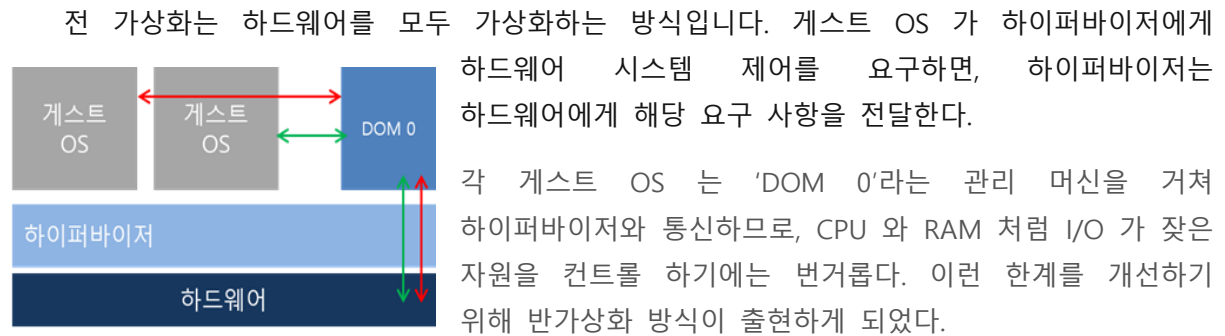 전 가상화는 하드웨어를 모두 가상화하는 방식입니다. 게스트 OS 가 하이퍼바이저에게
하드웨어 시스템 제어를 요구하면, 하이퍼바이저는
하드웨어에게 해당 요구 사항을 전달한다.
각 게스트 OS 는 ‘DOM 0’라는 관리 머신을 거쳐
하이퍼바이저와 통신하므로, CPU 와 RAM 처럼 I/O 가 잦은
자원을 컨트롤 하기에는 번거롭다. 이런 한계를 개선하기
위해 반가상화 방식이 출현하게 되었다.
게스트
OS
게스트
OS
DOM 0
하이퍼바이저
하드웨어